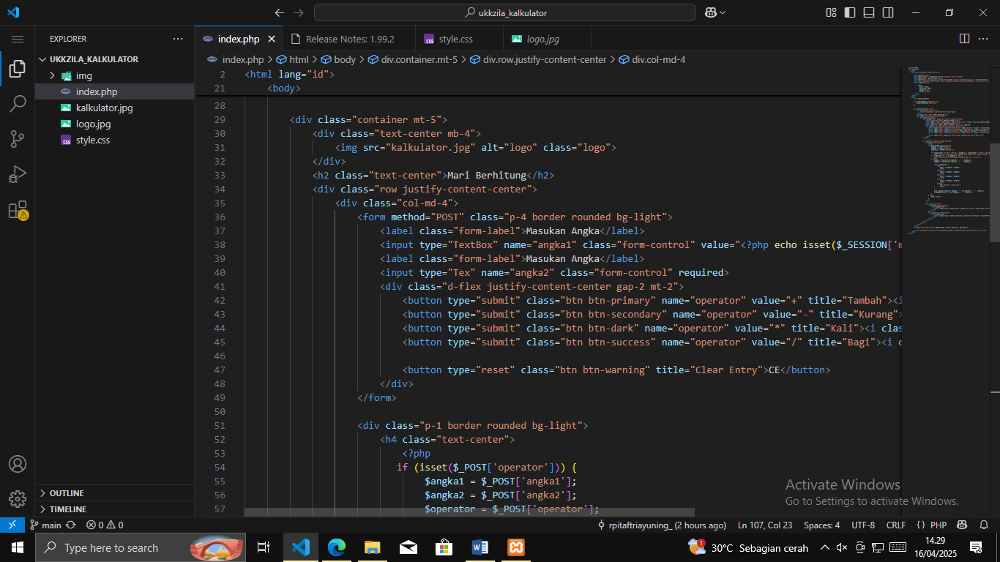 ukkzila_kalkulator
EXPLORER
index.php
Release Notes: 1.99.2
style.css
logo.jpg
UKKZILA_KALKULATOR
img
index.php
kalkulator.jpg
logo.jpg
style.css
index.php > html > body > div.container.mt-5 > div.row.justify-content-center > div.col-md-4
2 <html lang="id">
21 <body>
28
29 <div class="container mt-5">
30 <div class="text-center mb-4">
31 <img src="kalkulator.jpg" alt="logo" class="logo">
32 </div>
33 <h2 class="text-center">Mari Berhitung</h2>
34 <div class="row justify-content-center">
35 <div class="col-md-4">
36 <form method="POST" class="p-4 border rounded bg-light">
37 <label class="form-label">Masukan Angka</label>
38 <input type="TextBox" name="angka1" class="form-control" value="<?php echo isset($_SESSION['m
39 <label class="form-label">Masukan Angka</label>
40 <input type="Tex" name="angka2" class="form-control" required>
41 <div class="d-flex justify-content-center gap-2 mt-2">
42 <button type="submit" class="btn btn-primary" name="operator" value="+" title="Tambah"><i
43 <button type="submit" class="btn btn-secondary" name="operator" value="-" title="Kurang">
44 <button type="submit" class="btn btn-dark" name="operator" value="*" title="Kali"><i clas
45 <button type="submit" class="btn btn-success" name="operator" value="/" title="Bagi"><i c
46
47 <button type="reset" class="btn btn-warning" title="Clear Entry">CE</button>
48 </div>
49 </form>
50
51 <div class="p-1 border rounded bg-light">
52 <h4 class="text-center">
53 <?php
54 if (isset($_POST['operator'])) {
55 $angka1 = $_POST['angka1'];
56 $angka2 = $_POST['angka2'];
57 $operator = $_POST['operator'];
OUTLINE
TIMELINE
Activate Windows
Go to Settings to activate Windows.
main 0 0 rpitaftriayuning_ (2 hours ago) Ln 107, Col 23 Spaces: 4 UTF-8 CRLF { } PHP
Type here to search
1 30°C Sebagian cerah
14.29
16/04/2025